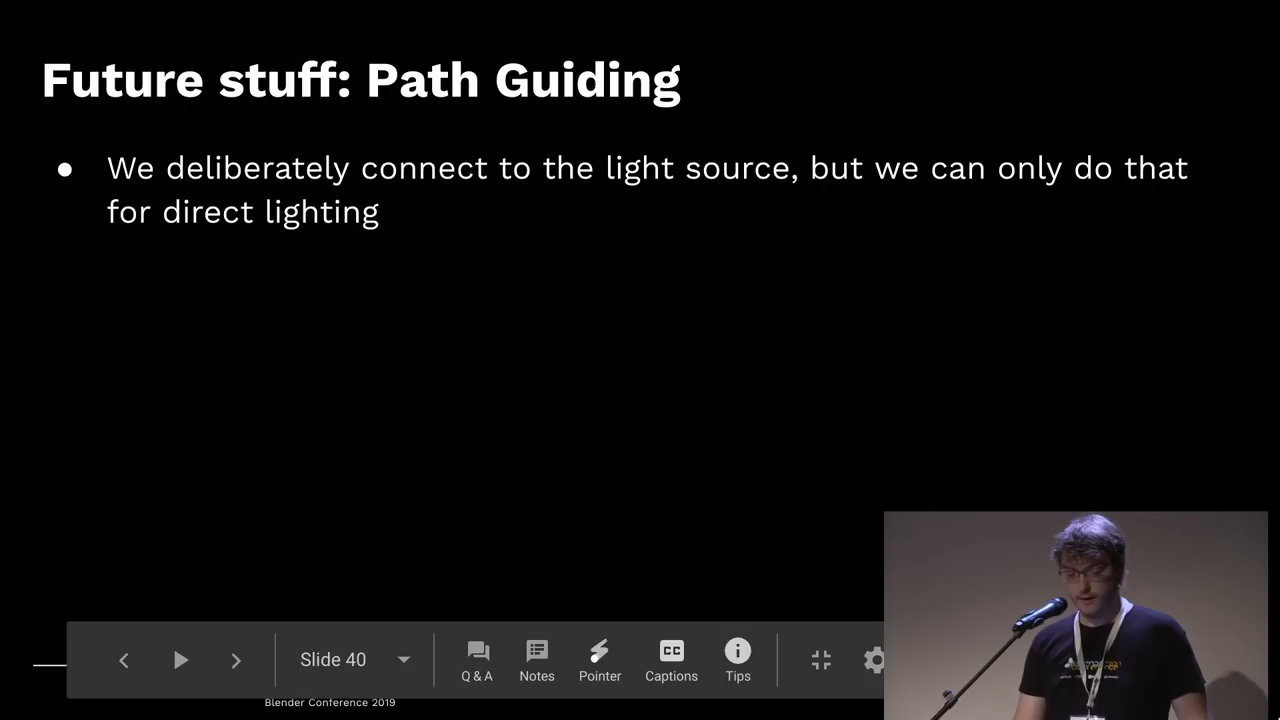 Future stuff: Path Guiding
● We deliberately connect to the light source, but we can only do that
for direct lighting
Slide 40
Q & A
Notes
Pointer
CC
Captions
Tips
Blender Conference 2019